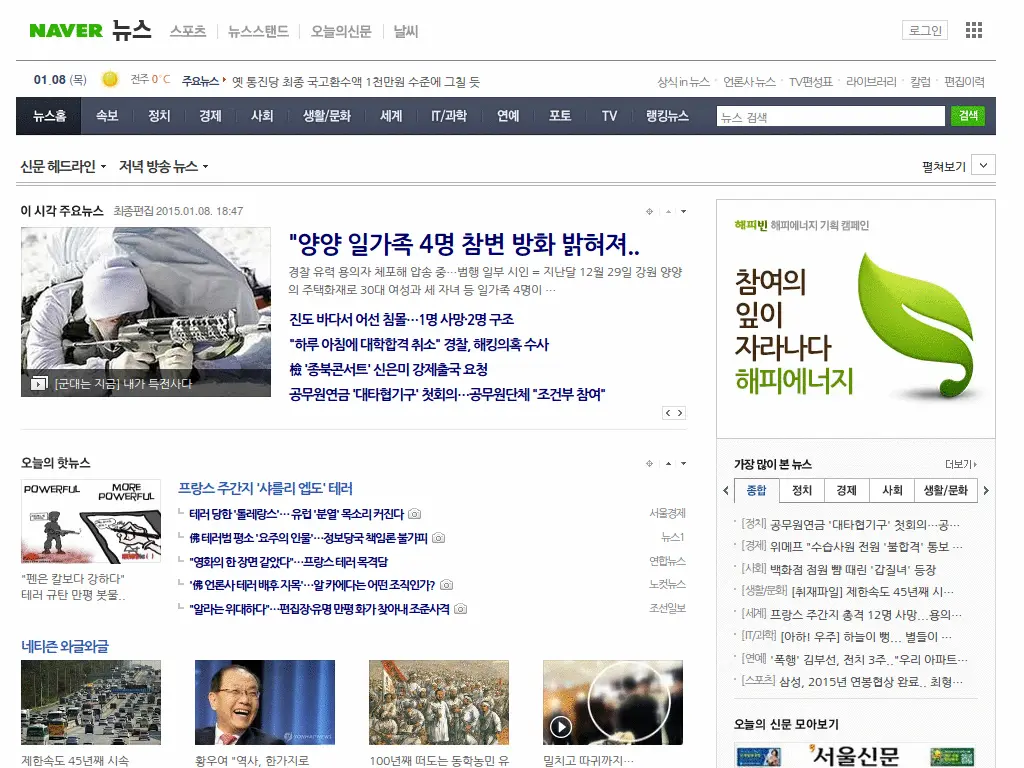 NAVER 뉴스 스포츠 뉴스스탠드 오늘의신문 날씨
로그인
01.08 (목) 전주 0°C 주요뉴스 옛 통진당 최종 국고환수액 1천만원 수준에 그칠 듯
상식 in 뉴스 · 언론사 뉴스 · TV편성표 · 라이브러리 · 칼럼 · 편집이력
뉴스홈 속보 정치 경제 사회 생활/문화 세계 IT/과학 연예 포토 TV 랭킹뉴스
뉴스 검색 검색
신문 헤드라인 저녁 방송 뉴스
펼쳐보기
이 시각 주요뉴스 최종편집 2015.01.08. 18:47
[군대는 지금] 내가 특전사다
"양양 일가족 4명 참변 방화 밝혀져..
경찰 유력 용의자 체포해 압송 중…범행 일부 시인 = 지난달 12월 29일 강원 양양
의 주택화재로 30대 여성과 세 자녀 등 일가족 4명이 …
진도 바다서 어선 침몰…1명 사망·2명 구조
"하루 아침에 대학합격 취소" 경찰, 해킹의혹 수사
檢 '종북콘서트' 신은미 강제출국 요청
공무원연금 '대타협기구' 첫회의…공무원단체 "조건부 참여"
오늘의 핫뉴스
POWERFUL
MORE
POWERFUL
"펜은 칼보다 강하다"
테러 규탄 만평 봇물..
프랑스 주간지 '샤를리 엡도' 테러
테러 당한 '톨레랑스'…유럽 '분열' 목소리 커진다 서울경제
佛 테러범 평소 '요주의 인물'…정보당국 책임론 불가피 뉴스1
"영화의 한 장면 같았다"…프랑스 테러 목격담 연합뉴스
'佛 언론사 테러 배후 지목'…알 카에다는 어떤 조직인가? 노컷뉴스
"알라는 위대하다"…편집장·유명 만평 화가 찾아내 조준사격 조선일보
네티즌 와글와글
YONHAPNEWS
제한속도 45년째 시속
황우여 "역사, 한가지로
100년째 떠도는 동학농민 유
밀치고 따귀까지…
해피빈 해피에너지 기획 캠페인
참여의
잎이
자라나다
해피에너지
가장 많이 본 뉴스 더보기
종합 정치 경제 사회 생활/문화
[정치] 공무원연금 '대타협기구' 첫회의…공…
[경제] 위메프 "수습사원 전원 '불합격' 통보 …
[사회] 백화점 점원 뺨 때린 '갑질녀' 등장
[생활/문화] [취재파일] 제한속도 45년째 시…
[세계] 프랑스 주간지 총격 12명 사망…용의…
[IT/과학] [아하! 우주] 하늘이 뻥… 별들이 …
[연예] '폭행' 김부선, 전치 3주.."우리 아파트…
[스포츠] 삼성, 2015년 연봉협상 완료.. 최형…
오늘의 신문 모아보기
서울신문